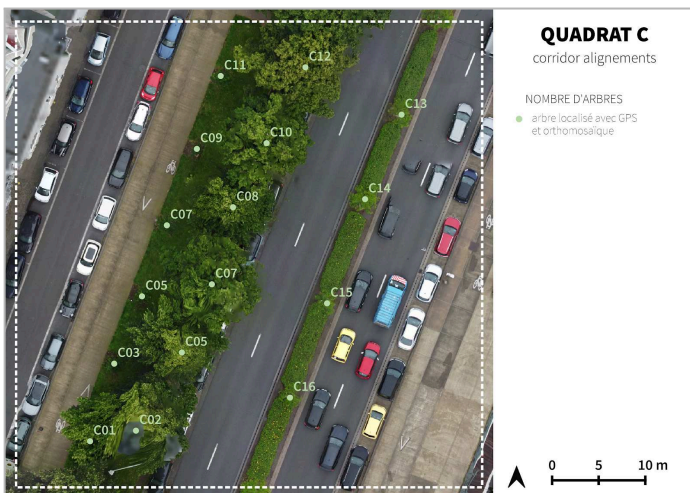 QUADRAT C
corridor alignements
NOMBRE D'ARBRES
arbre localisé avec GPS
et orthomosaïque
C12
C11
C13
C10
C09
C14
C08
C07
C07
C05
C15
C05
C03
C16
C02
C01
0 5 10 m